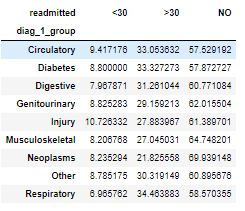 readmitted <30 >30 NO
diag_1_group
Circulatory 9.417176 33.053632 57.529192
Diabetes 8.800000 33.327273 57.872727
Digestive 7.967871 31.261044 60.771084
Genitourinary 8.825283 29.159213 62.015504
Injury 10.726332 27.883967 61.389701
Musculoskeletal 8.206768 27.045031 64.748201
Neoplasms 8.235294 21.825558 69.939148
Other 8.785175 30.319149 60.895676
Respiratory 6.965762 34.463883 58.570355